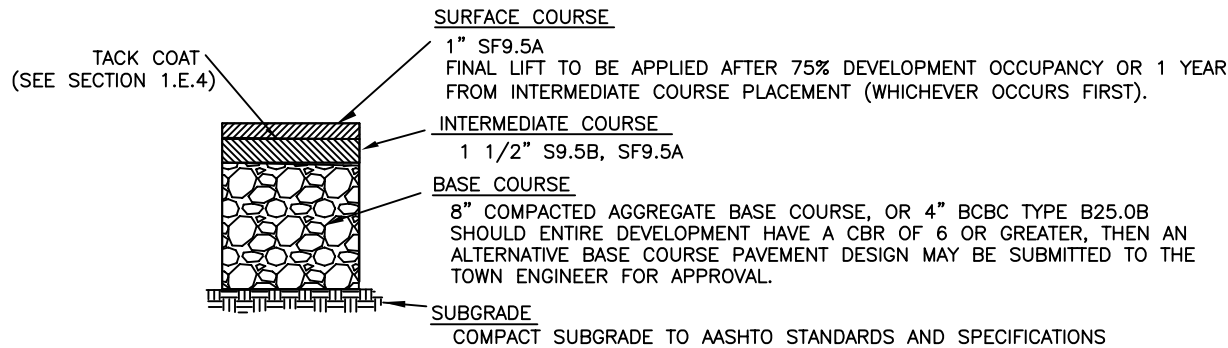 SURFACE COURSE
1" SF9.5A
FINAL LIFT TO BE APPLIED AFTER 75% DEVELOPMENT OCCUPANCY OR 1 YEAR
FROM INTERMEDIATE COURSE PLACEMENT (WHICHEVER OCCURS FIRST).
TACK COAT
(SEE SECTION 1.E.4)
INTERMEDIATE COURSE
1 1/2" S9.5B, SF9.5A
BASE COURSE
8" COMPACTED AGGREGATE BASE COURSE, OR 4" BCBC TYPE B25.0B
SHOULD ENTIRE DEVELOPMENT HAVE A CBR OF 6 OR GREATER, THEN AN
ALTERNATIVE BASE COURSE PAVEMENT DESIGN MAY BE SUBMITTED TO THE
TOWN ENGINEER FOR APPROVAL.
SUBGRADE
COMPACT SUBGRADE TO AASHTO STANDARDS AND SPECIFICATIONS